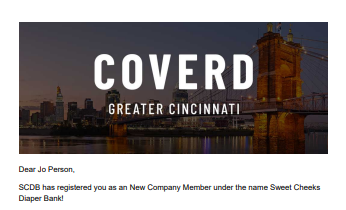 COVERD
GREATER CINCINNATI
Dear Jo Person,
SCDB has registered you as an New Company Member under the name Sweet Cheeks
Diaper Bank!